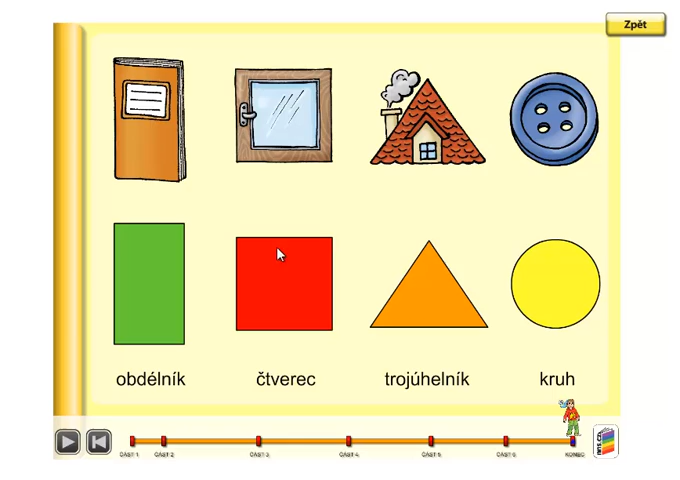 Zpět
obdélník čtverec trojúhelník kruh
ČÁST 1 ČÁST 2 ČÁST 3 ČÁST 4 ČÁST 5 ČÁST 6 KONEC